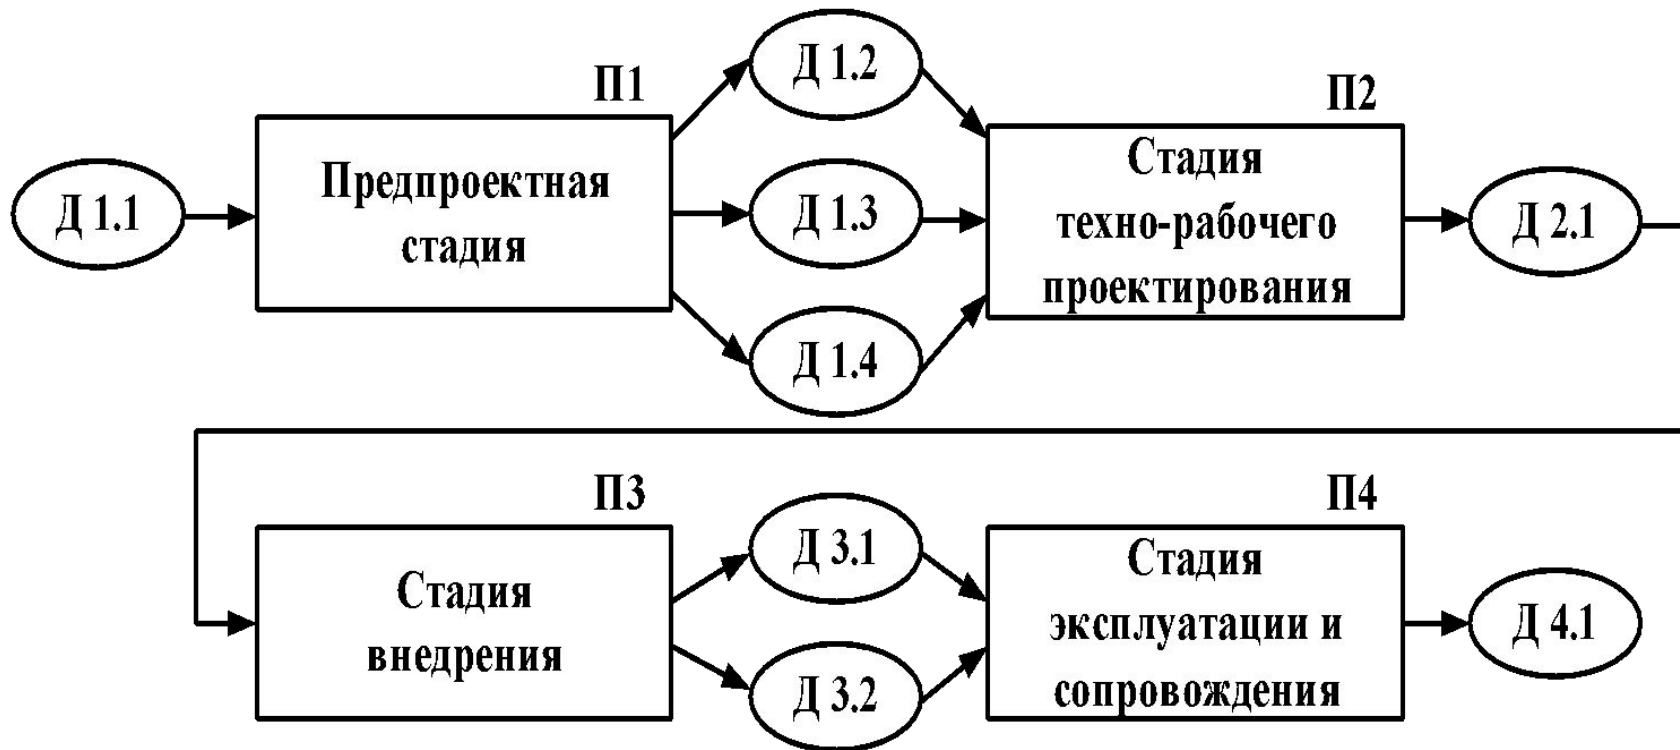 П1
Д 1.2
П2
Д 1.1
Предпроектная
стадия
Д 1.3
Д 1.4
Стадия
техно-рабочего
проектирования
Д 2.1
П3
Стадия
внедрения
Д 3.1
Д 3.2
П4
Стадия
эксплуатации и
сопровождения
Д 4.1